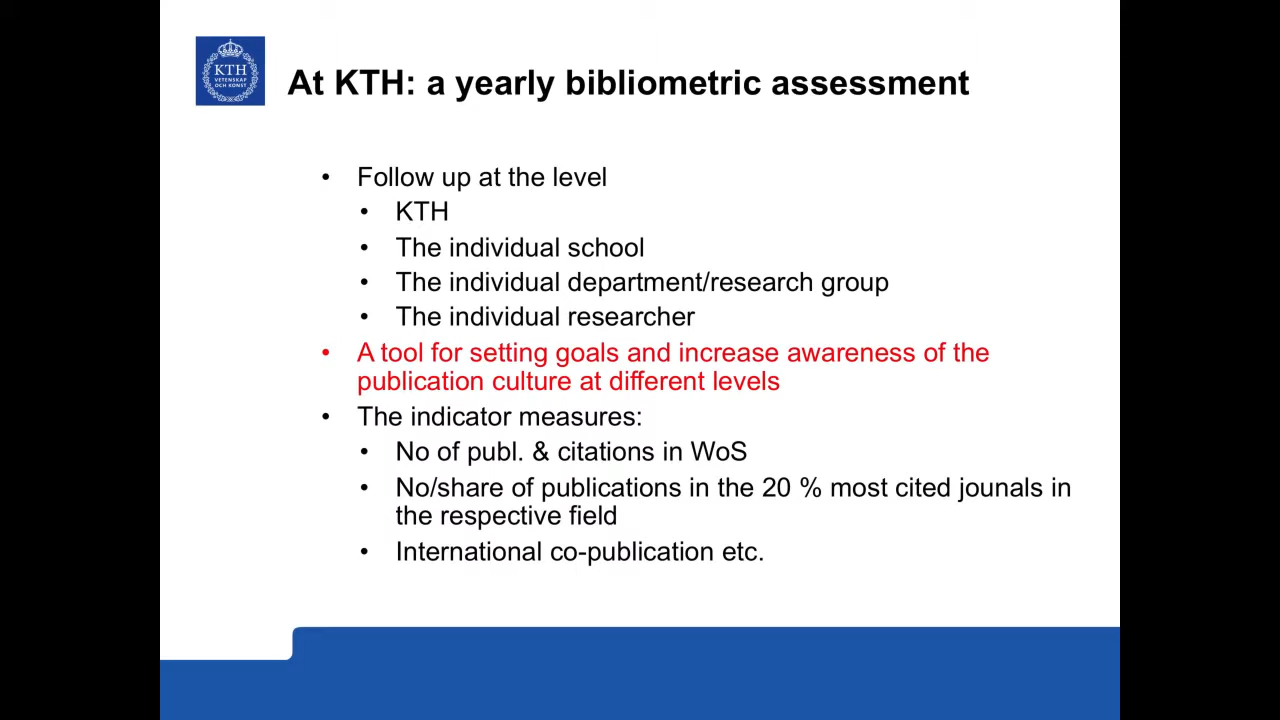 KTH
VETENSKAP
OCH KONST
At KTH: a yearly bibliometric assessment
• Follow up at the level
• KTH
• The individual school
• The individual department/research group
• The individual researcher
• A tool for setting goals and increase awareness of the
publication culture at different levels
• The indicator measures:
• No of publ. & citations in WoS
• No/share of publications in the 20 % most cited jounals in
the respective field
• International co-publication etc.